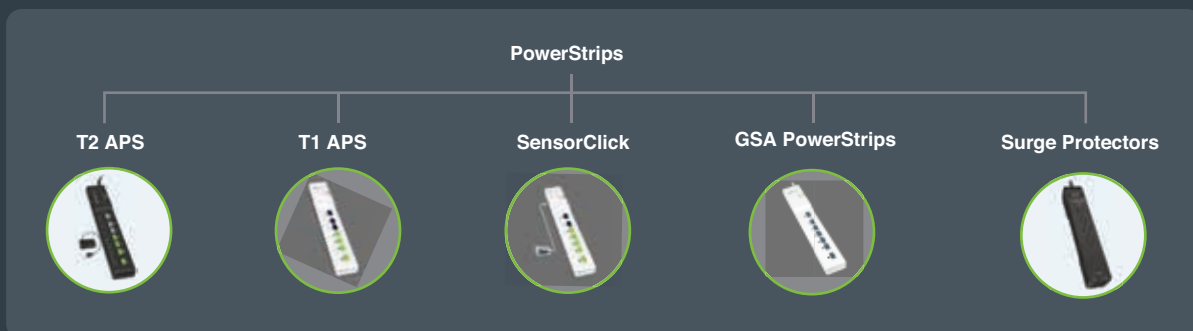 PowerStrips
T2 APS
T1 APS
SensorClick
GSA PowerStrips
Surge Protectors